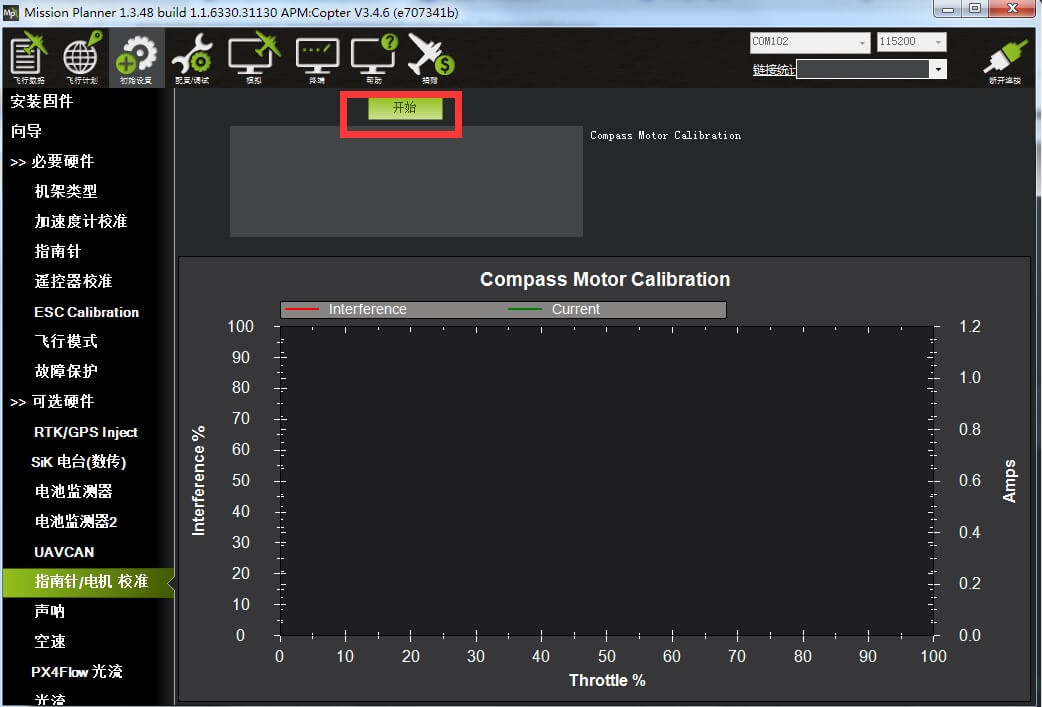 Mission Planner 1.3.48 build 1.1.6330.31130 APM:Copter V3.4.6 (e707341b)
飞行数据 飞行计划 初始设置 配置/调试 模拟 终端 帮助 捐赠
COM102 115200
链接统计
断开连接
安装固件
向导
>> 必要硬件
机架类型
加速度计校准
指南针
遥控器校准
ESC Calibration
飞行模式
故障保护
>> 可选硬件
RTK/GPS Inject
SiK 电台(数传)
电池监测器
电池监测器2
UAVCAN
指南针/电机 校准
声呐
空速
PX4Flow 光流
光流
开始
Compass Motor Calibration
Compass Motor Calibration
Interference Current
Interference %
100
90
80
70
60
50
40
30
20
10
0
1.2
1.0
0.8
0.6
0.4
0.2
0.0
Amps
0 10 20 30 40 50 60 70 80 90 100
Throttle %